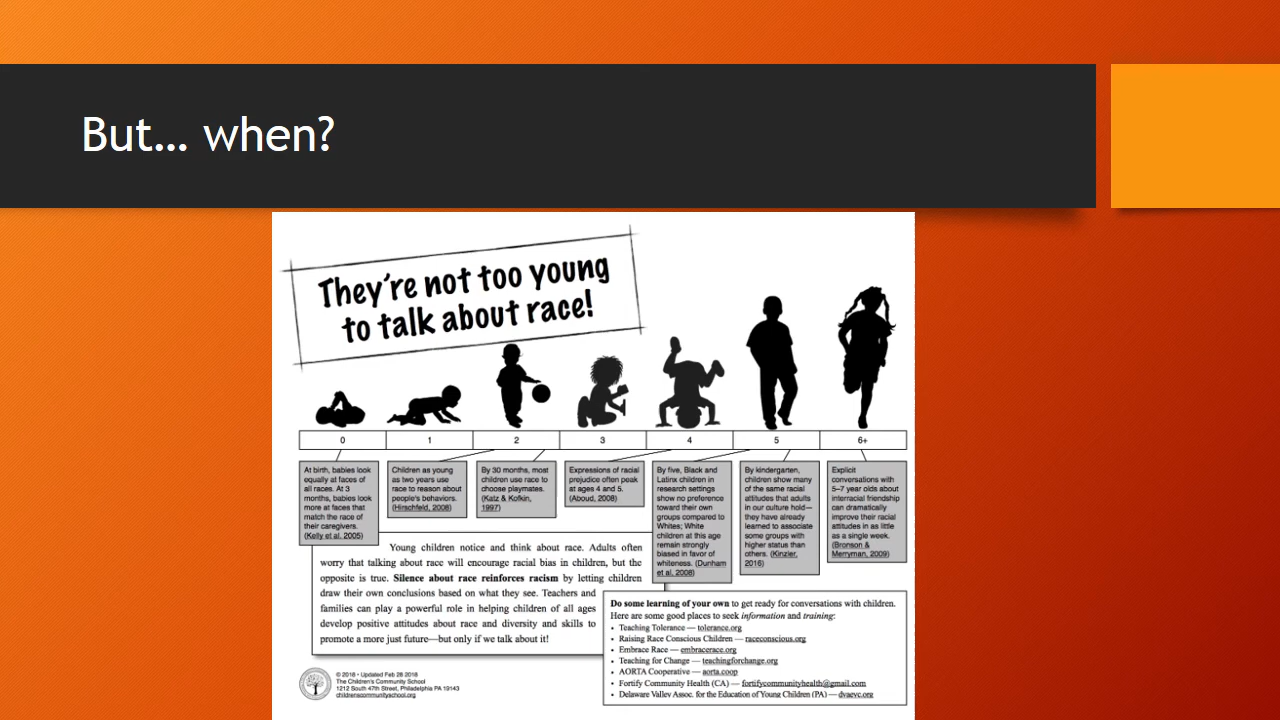 But… when?
They're not too young
to talk about race!
0
1
2
3
4
5
6+
At birth, babies look
equally at faces of
all races. At 3
months, babies look
more at faces that
match the race of
their caregivers.
(Kelly et al. 2005)
Children as young
as two years use
race to reason about
people's behaviors.
(Hirschfeld, 2008)
By 30 months, most
children use race to
choose playmates.
(Katz & Kofkin,
1997)
Expressions of racial
prejudice often peak
at ages 4 and 5.
(Aboud, 2008)
By five, Black and
Latinx children in
research settings
show no preference
toward their own
groups compared to
Whites; White
children at this age
remain strongly
biased in favor of
whiteness. (Dunham
et al. 2008)
By kindergarten,
children show many
of the same racial
attitudes that adults
in our culture hold—
they have already
learned to associate
some groups with
higher status than
others. (Kinzler,
2016)
Explicit
conversations with
5–7 year olds about
interracial friendship
can dramatically
improve their racial
attitudes in as little
as a single week.
(Bronson &
Merryman, 2009)
Young children notice and think about race. Adults often
worry that talking about race will encourage racial bias in children, but the
opposite is true. Silence about race reinforces racism by letting children
draw their own conclusions based on what they see. Teachers and
families can play a powerful role in helping children of all ages
develop positive attitudes about race and diversity and skills to
promote a more just future—but only if we talk about it!
Do some learning of your own to get ready for conversations with children.
Here are some good places to seek information and training:
• Teaching Tolerance — tolerance.org
• Raising Race Conscious Children — raceconscious.org
• Embrace Race — embracerace.org
• Teaching for Change — teachingforchange.org
• AORTA Cooperative — aorta.coop
• Fortify Community Health (CA) — fortifycommunityhealth@gmail.com
• Delaware Valley Assoc. for the Education of Young Children (PA) — dvaeyc.org
© 2018 • Updated Feb 28 2018
The Children's Community School
1212 South 47th Street, Philadelphia PA 19143
childrenscommunityschool.org